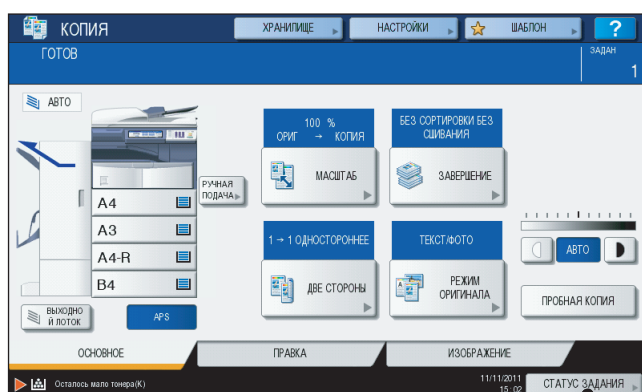 КОПИЯ
ХРАНИЛИЩЕ
НАСТРОЙКИ
ШАБЛОН
?
ГОТОВ
ЗАДАН
1
АВТО
A4
A3
A4-R
B4
РУЧНАЯ
ПОДАЧА
ВЫХОДНО
Й ЛОТОК
APS
100 %
ОРИГ → КОПИЯ
МАСШТАБ
БЕЗ СОРТИРОВКИ БЕЗ
СШИВАНИЯ
ЗАВЕРШЕНИЕ
1 → 1 ОДНОСТОРОННЕЕ
ДВЕ СТОРОНЫ
ТЕКСТ/ФОТО
РЕЖИМ
ОРИГИНАЛА
АВТО
ПРОБНАЯ КОПИЯ
ОСНОВНОЕ
ПРАВКА
ИЗОБРАЖЕНИЕ
Осталось мало тонера(K)
11/11/2011
15:02
СТАТУС ЗАДАНИЯ